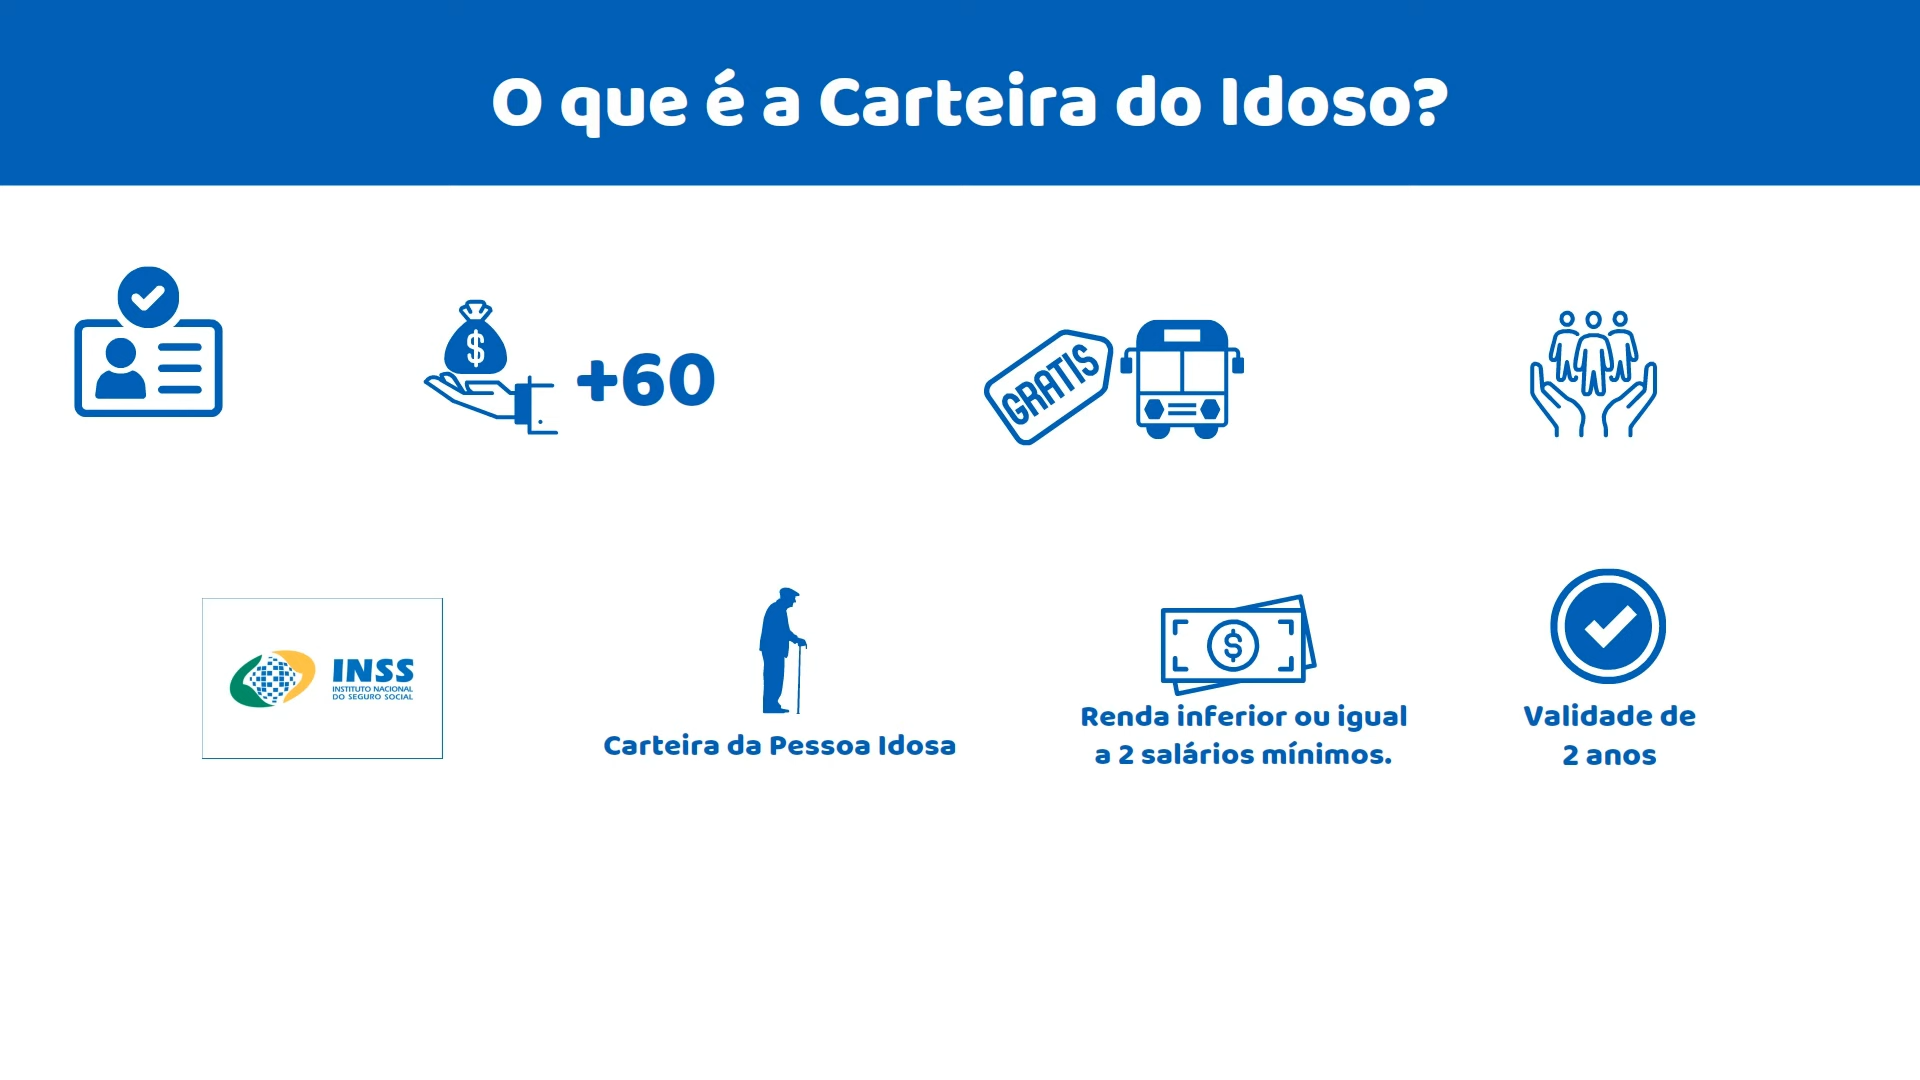 O que é a Carteira do Idoso?
$
+60
GRATIS
INSS
INSTITUTO NACIONAL
DO SEGURO SOCIAL
Carteira da Pessoa Idosa
$
Renda inferior ou igual
a 2 salários mínimos.
Validade de
2 anos